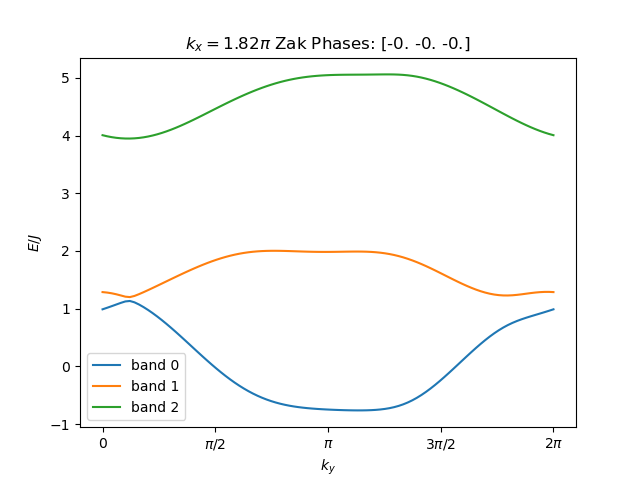 k_x = 1.82π Zak Phases: [-0. -0. -0.]
5
4
3
2
1
0
−1
E/J
band 0
band 1
band 2
0 π/2 π 3π/2 2π
k_y